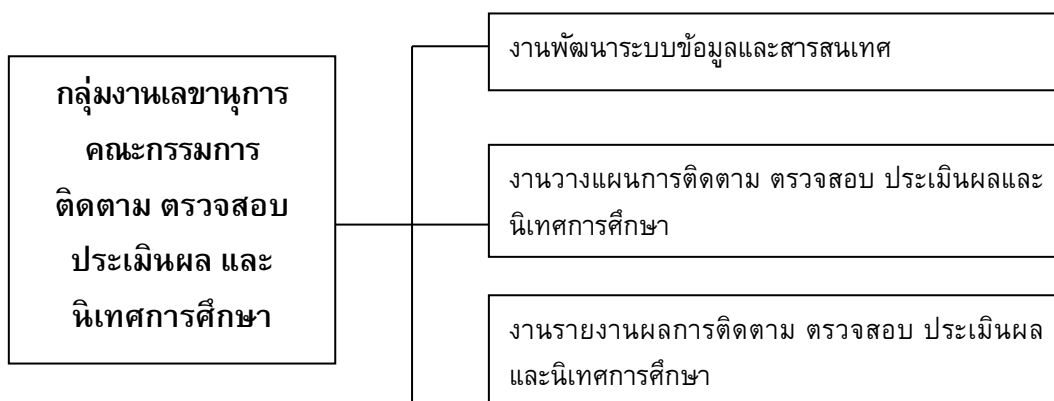 กลุ่มงานเลขานุการ
คณะกรรมการ
ติดตาม ตรวจสอบ
ประเมินผล และ
นิเทศการศึกษา
งานพัฒนาระบบข้อมูลและสารสนเทศ
งานวางแผนการติดตาม ตรวจสอบ ประเมินผลและ
นิเทศการศึกษา
งานรายงานผลการติดตาม ตรวจสอบ ประเมินผล
และนิเทศการศึกษา